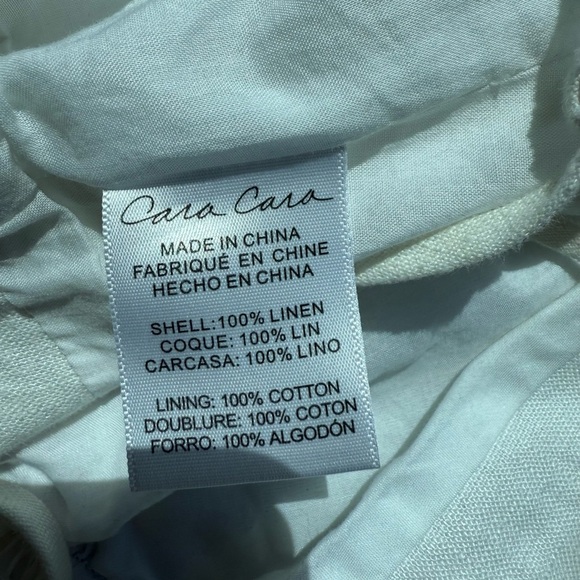 Cara Cara
MADE IN CHINA
FABRIQUÉ EN CHINE
HECHO EN CHINA
SHELL:100% LINEN
COQUE: 100% LIN
CARCASA: 100% LINO
LINING: 100% COTTON
DOUBLURE: 100% COTON
FORRO: 100% ALGODÓN